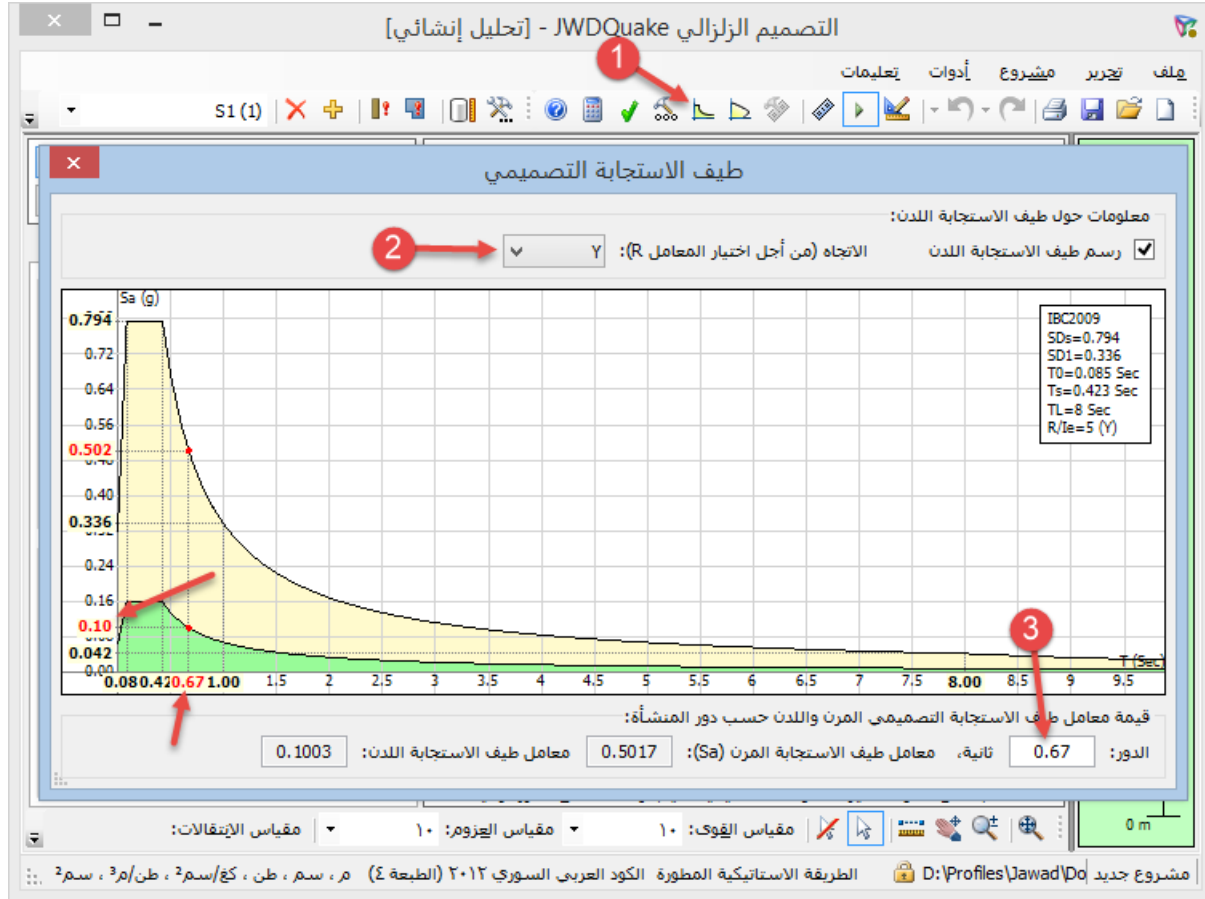 التصميم الزلزالي JWDQuake - [تحليل إنشائي]
1
ملف تحرير مشروع أدوات تعليمات
S1 (1)
طيف الاستجابة التصميمي
معلومات حول طيف الاستجابة اللدن:
رسم طيف الاستجابة اللدن الاتجاه (من أجل اختيار المعامل R): Y
2
Sa (g)
0.794
0.72
0.64
0.56
0.502
0.40
0.336
0.24
0.16
0.10
0.042
0.00
IBC2009
SDs=0.794
SD1=0.336
T0=0.085 Sec
Ts=0.423 Sec
TL=8 Sec
R/Ie=5 (Y)
3
T (Sec)
0.08 0.42 0.67 1.00 1.5 2 2.5 3 3.5 4 4.5 5 5.5 6 6.5 7 7.5 8.00 8.5 9 9.5
قيمة معامل طيف الاستجابة التصميمي المرن واللدن حسب دور المنشأة:
الدور: 0.67 ثانية، معامل طيف الاستجابة المرن (Sa): 0.5017 معامل طيف الاستجابة اللدن: 0.1003
0 m
مقياس القوى: ١٠ مقياس العزوم: ١٠ مقياس الانتقالات:
مشروع جديد D:\Profiles\Jawad\Do الطريقة الاستاتيكية المطورة الكود العربي السوري ٢٠١٢ (الطبعة ٤) م ، سم ، طن ، كغ/سم² ، طن/م³ ، سم²